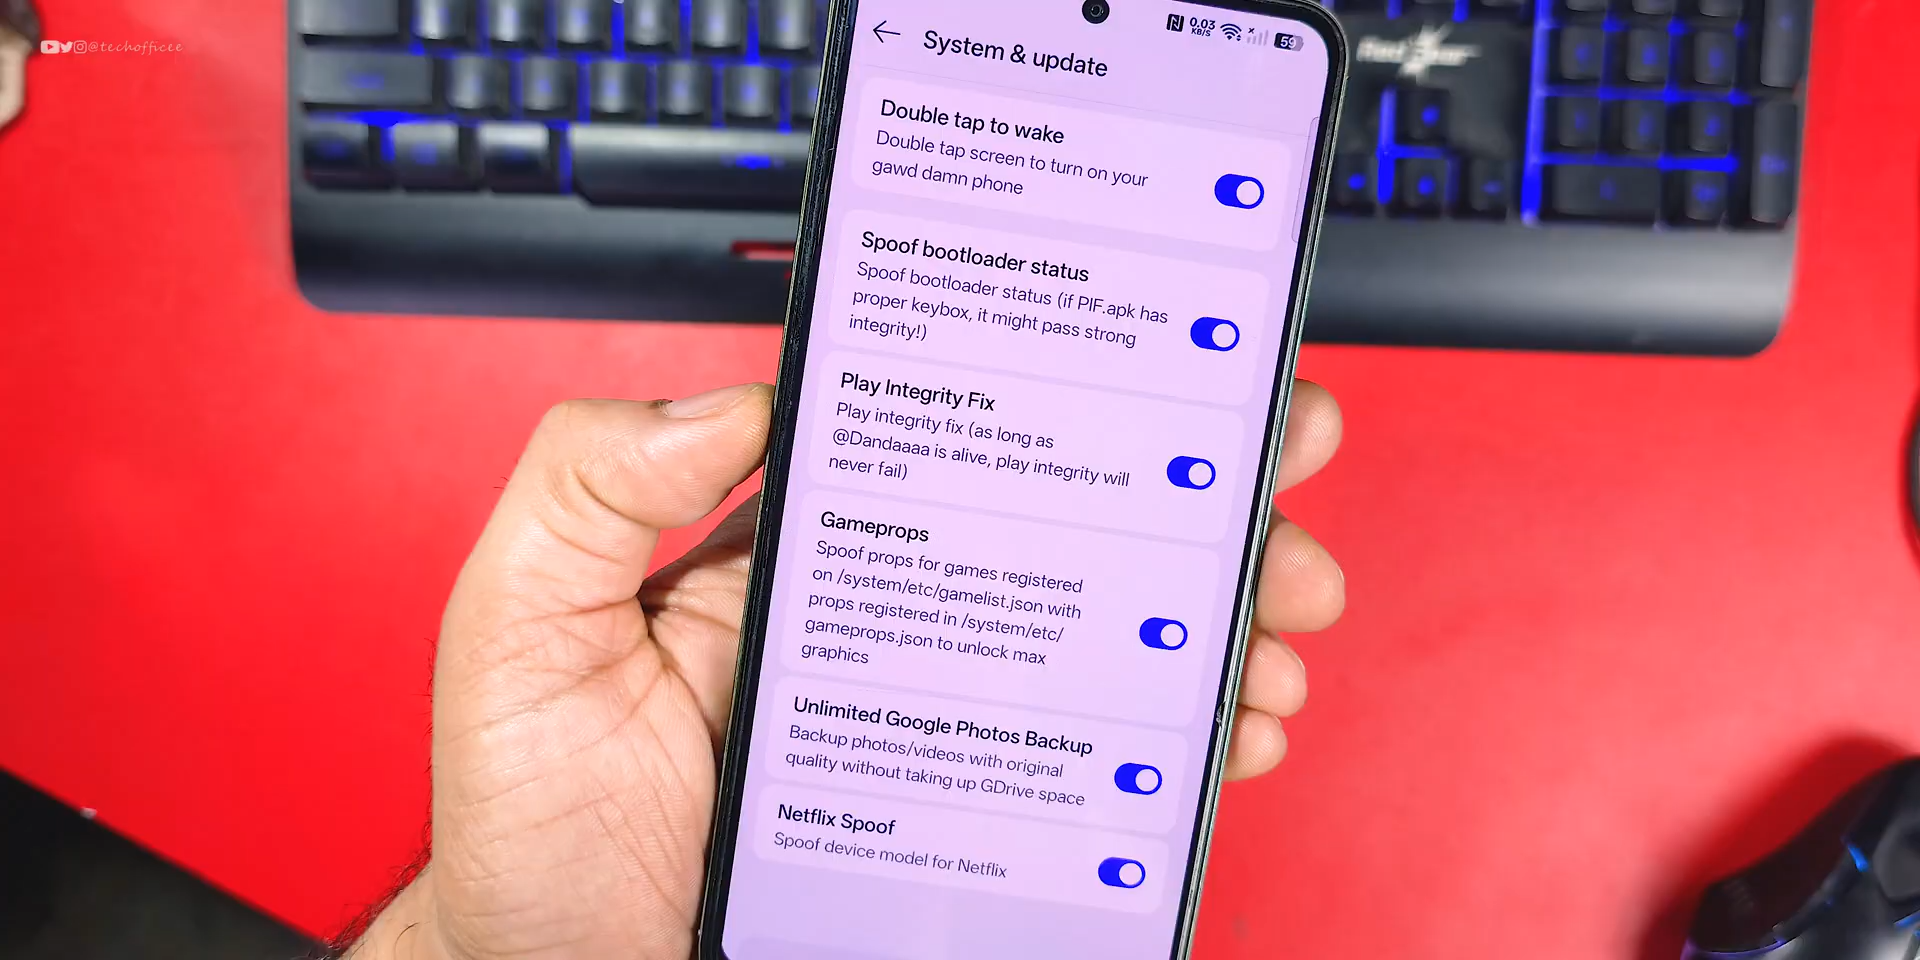 @techofficee
0.03
KB/S
59
System & update
Double tap to wake
Double tap screen to turn on your
gawd damn phone
Spoof bootloader status
Spoof bootloader status (if PIF.apk has
proper keybox, it might pass strong
integrity!)
Play Integrity Fix
Play integrity fix (as long as
@Dandaaaa is alive, play integrity will
never fail)
Gameprops
Spoof props for games registered
on /system/etc/gamelist.json with
props registered in /system/etc/
gameprops.json to unlock max
graphics
Unlimited Google Photos Backup
Backup photos/videos with original
quality without taking up GDrive space
Netflix Spoof
Spoof device model for Netflix